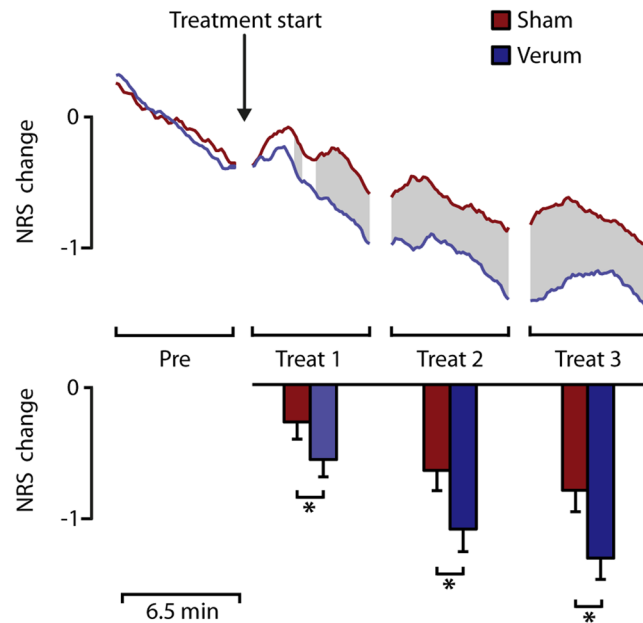 Treatment start
Sham
Verum
0
-1
NRS change
Pre
Treat 1
Treat 2
Treat 3
0
-1
NRS change
*
*
*
6.5 min